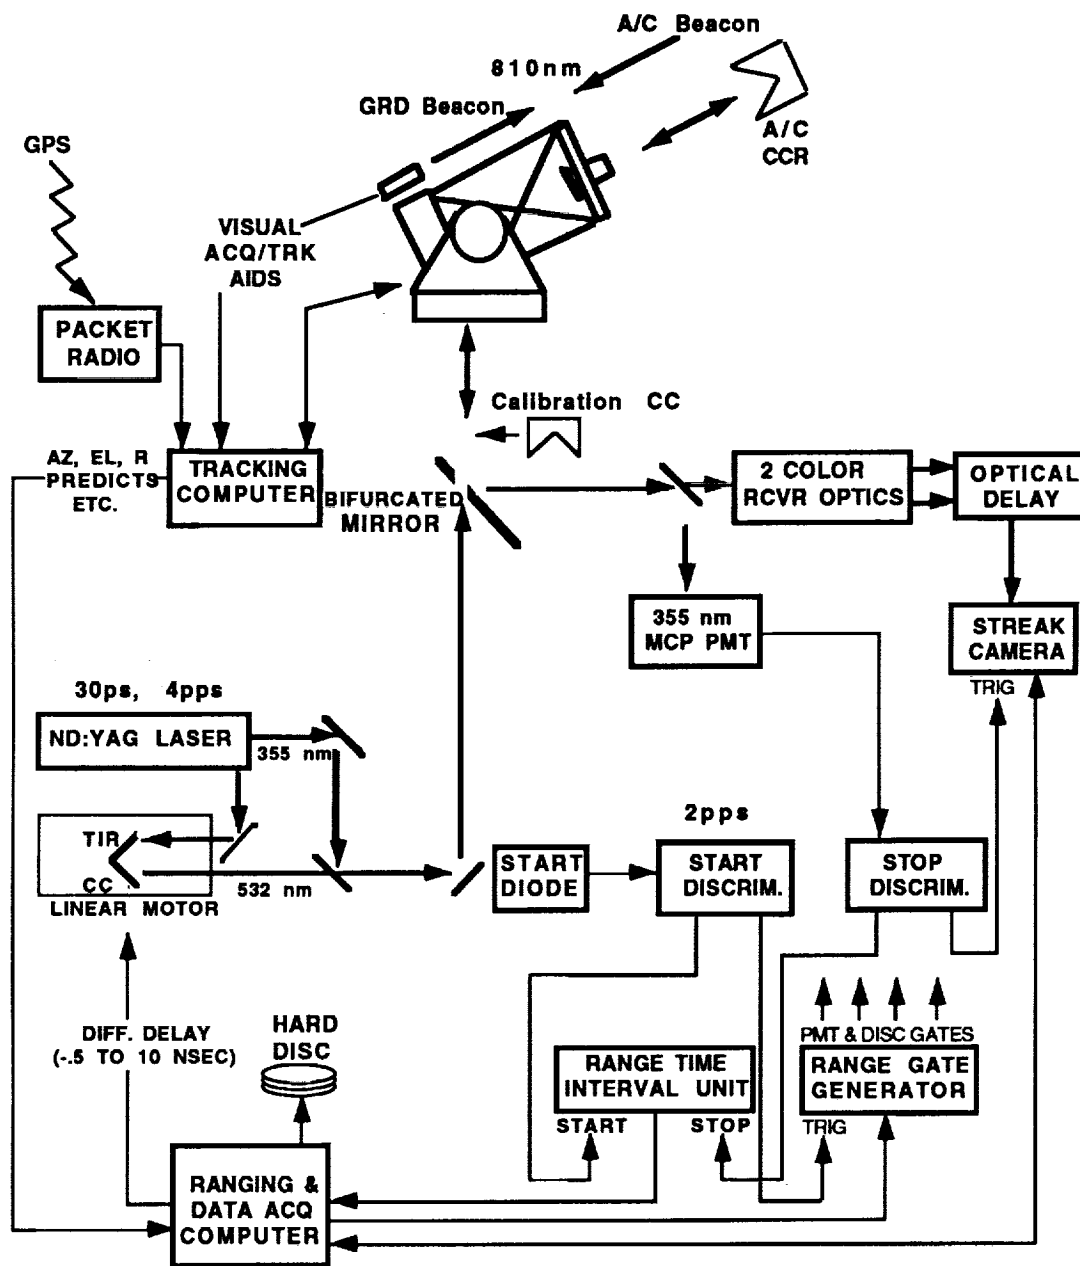 A/C Beacon
810nm
GRD Beacon
A/C
CCR
GPS
VISUAL
ACQ/TRK
AIDS
PACKET
RADIO
Calibration CC
AZ, EL, R
PREDICTS
ETC.
TRACKING
COMPUTER
BIFURCATED
MIRROR
2 COLOR
RCVR OPTICS
OPTICAL
DELAY
355 nm
MCP PMT
STREAK
CAMERA
TRIG
30ps, 4pps
ND:YAG LASER
355 nm
TIR
CC
532 nm
LINEAR MOTOR
START
DIODE
2pps
START
DISCRIM.
STOP
DISCRIM.
DIFF. DELAY
(-.5 TO 10 NSEC)
HARD
DISC
RANGE TIME
INTERVAL UNIT
START
STOP
PMT & DISC GATES
RANGE GATE
GENERATOR
TRIG
RANGING &
DATA ACQ
COMPUTER